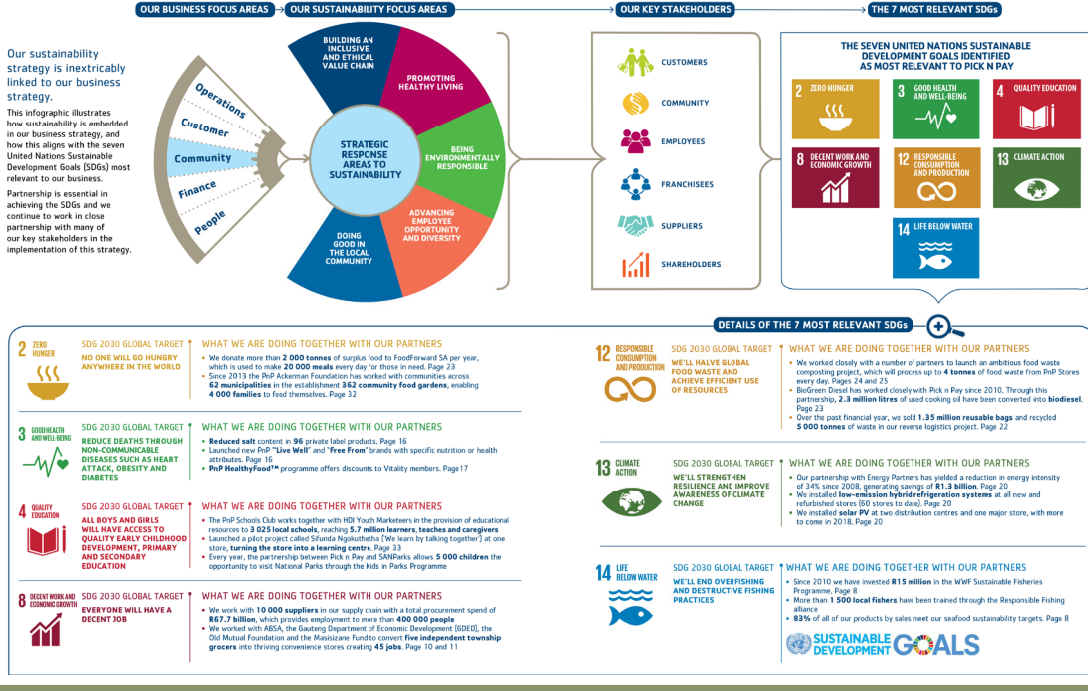 OUR BUSINESS FOCUS AREAS
OUR SUSTAINABILITY FOCUS AREAS
OUR KEY STAKEHOLDERS
THE 7 MOST RELEVANT SDGs
Our sustainability
strategy is inextricably
linked to our business
strategy.
This infographic illustrates
how sustainability is embedded
in our business strategy, and
how this aligns with the seven
United Nations Sustainable
Development Goals (SDGs) most
relevant to our business.
Partnership is essential in
achieving the SDGs and we
continue to work in close
partnership with many of
our key stakeholders in the
implementation of this strategy.
Operations
Customer
Community
Finance
People
STRATEGIC
RESPONSE
AREAS TO
SUSTAINABILITY
BUILDING AN
INCLUSIVE
AND ETHICAL
VALUE CHAIN
PROMOTING
HEALTHY LIVING
BEING
ENVIRONMENTALLY
RESPONSIBLE
ADVANCING
EMPLOYEE
OPPORTUNITY
AND DIVERSITY
DOING
GOOD IN
THE LOCAL
COMMUNITY
CUSTOMERS
COMMUNITY
EMPLOYEES
FRANCHISEES
SUPPLIERS
SHAREHOLDERS
THE SEVEN UNITED NATIONS SUSTAINABLE
DEVELOPMENT GOALS IDENTIFIED
AS MOST RELEVANT TO PICK N PAY
2 ZERO HUNGER
3 GOOD HEALTH
AND WELL-BEING
4 QUALITY EDUCATION
8 DECENT WORK AND
ECONOMIC GROWTH
12 RESPONSIBLE
CONSUMPTION
AND PRODUCTION
13 CLIMATE ACTION
14 LIFE BELOW WATER
DETAILS OF THE 7 MOST RELEVANT SDGs
2 ZERO
HUNGER
SDG 2030 GLOBAL TARGET
NO ONE WILL GO HUNGRY
ANYWHERE IN THE WORLD
WHAT WE ARE DOING TOGETHER WITH OUR PARTNERS
• We donate more than 2 000 tonnes of surplus food to FoodForward SA per year,
which is used to make 20 000 meals every day for those in need. Page 23
• Since 2013 the PnP Ackerman Foundation has worked with communities across
62 municipalities in the establishment 362 community food gardens, enabling
4 000 families to feed themselves. Page 32
3 GOOD HEALTH
AND WELL-BEING
SDG 2030 GLOBAL TARGET
REDUCE DEATHS THROUGH
NON-COMMUNICABLE
DISEASES SUCH AS HEART
ATTACK, OBESITY AND
DIABETES
WHAT WE ARE DOING TOGETHER WITH OUR PARTNERS
• Reduced salt content in 96 private label products. Page 16
• Launched new PnP "Live Well" und "Free From" brands with specific nutrition or health
attributes. Page 16
• PnP HealthyFood™ programme offers discounts to Vitality members. Page17
4 QUALITY
EDUCATION
SDG 2030 GLOBAL TARGET
ALL BOYS AND GIRLS
WILL HAVE ACCESS TO
QUALITY EARLY CHILDHOOD
DEVELOPMENT, PRIMARY
AND SECONDARY
EDUCATION
WHAT WE ARE DOING TOGETHER WITH OUR PARTNERS
• The PnP Schools Club works together with HDI Youth Marketeers in the provision of educational
resources to 3 025 local schools, reaching 5.7 million learners, teaches and caregivers
• Launched a pilot project called Sifunda Ngokuthetha ('We learn by talking together') at one
store, turning the store into a learning centre. Page 33
• Every year, the partnership between Pick n Pay and SANParks allows 5 000 children the
opportunity to visit National Parks through the kids in Parks Programme
8 DECENT WORK AND
ECONOMIC GROWTH
SDG 2030 GLOBAL TARGET
EVERYONE WILL HAVE A
DECENT JOB
WHAT WE ARE DOING TOGETHER WITH OUR PARTNERS
• We work with 10 000 suppliers in our supply chain with a total procurement spend of
R67.7 billion, which provides employment to more than 400 000 people
• We worked with ABSA, the Gauteng Department of Economic Development (GDED), the
Old Mutual Foundation and the Masisizane Fund to convert five independent township
grocers into thriving convenience stores creating 45 jobs. Page 10 and 11
12 RESPONSIBLE
CONSUMPTION
AND PRODUCTION
SDG 2030 GLOBAL TARGET
WE'LL HALVE GLOBAL
FOOD WASTE AND
ACHIEVE EFFICIENT USE
OF RESOURCES
WHAT WE ARE DOING TOGETHER WITH OUR PARTNERS
• We worked closely with a number of partners to launch an ambitious food waste
composting project, which will process up to 4 tonnes of food waste from PnP Stores
every day. Pages 24 and 25
• BioGreen Diesel has worked closely with Pick n Pay since 2010. Through this
partnership, 2.3 million litres of used cooking oil have been converted into biodiesel.
Page 23
• Over the past financial year, we sold 1.35 million reusable bags and recycled
5 000 tonnes of waste in our reverse logistics project. Page 22
13 CLIMATE
ACTION
SDG 2030 GLOBAL TARGET
WE'LL STRENGTHEN
RESILIENCE AND IMPROVE
AWARENESS OF CLIMATE
CHANGE
WHAT WE ARE DOING TOGETHER WITH OUR PARTNERS
• Our partnership with Energy Partners has yielded a reduction in energy intensity
of 34% since 2008, generating savings of R1.3 billion. Page 20
• We installed low-emission hybrid refrigeration systems at all new and
refurbished stores (60 stores to date). Page 20
• We installed solar PV at two distribution centres and one major store, with more
to come in 2018. Page 20
14 LIFE
BELOW WATER
SDG 2030 GLOBAL TARGET
WE'LL END OVERFISHING
AND DESTRUCTIVE FISHING
PRACTICES
WHAT WE ARE DOING TOGETHER WITH OUR PARTNERS
• Since 2010 we have invested R15 million in the WWF Sustainable Fisheries
Programme. Page 8
• More than 1 500 local fishers have been trained through the Responsible Fishing
alliance
• 83% of all of our products by sales meet our seafood sustainability targets. Page 8
SUSTAINABLE
DEVELOPMENT
GOALS